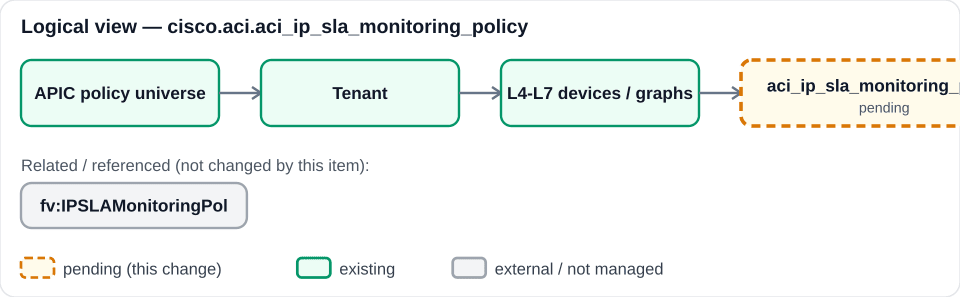 Logical view — cisco.aci.aci_ip_sla_monitoring_policy
APIC policy universe
Tenant
L4-L7 devices / graphs
aci_ip_sla_monitoring_
pending
Related / referenced (not changed by this item):
fv:IPSLAMonitoringPol
pending (this change)
existing
external / not managed